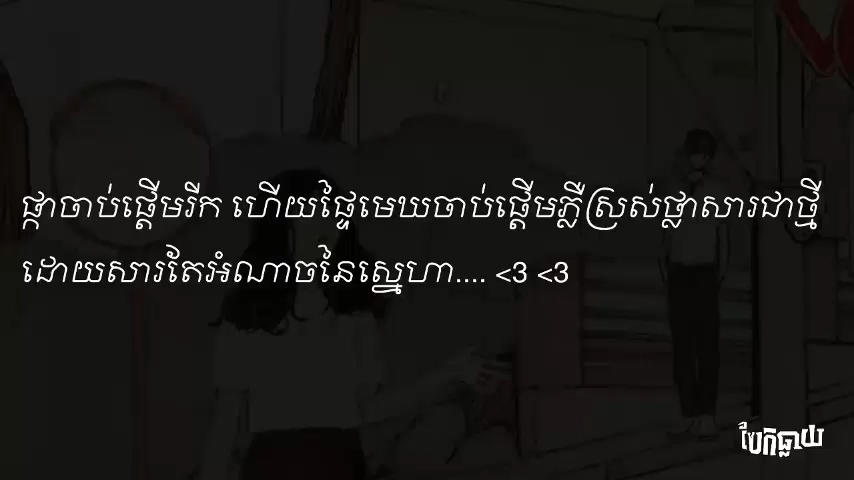 ផ្កាចាប់ផ្តើមរីក ហើយផ្ទៃមេឃចាប់ផ្តើមភ្លឺស្រស់ថ្លាសារជាថ្មី
ដោយសារតែអំណាចនៃស្នេហា.... <3 <3
បែកធ្លាយ